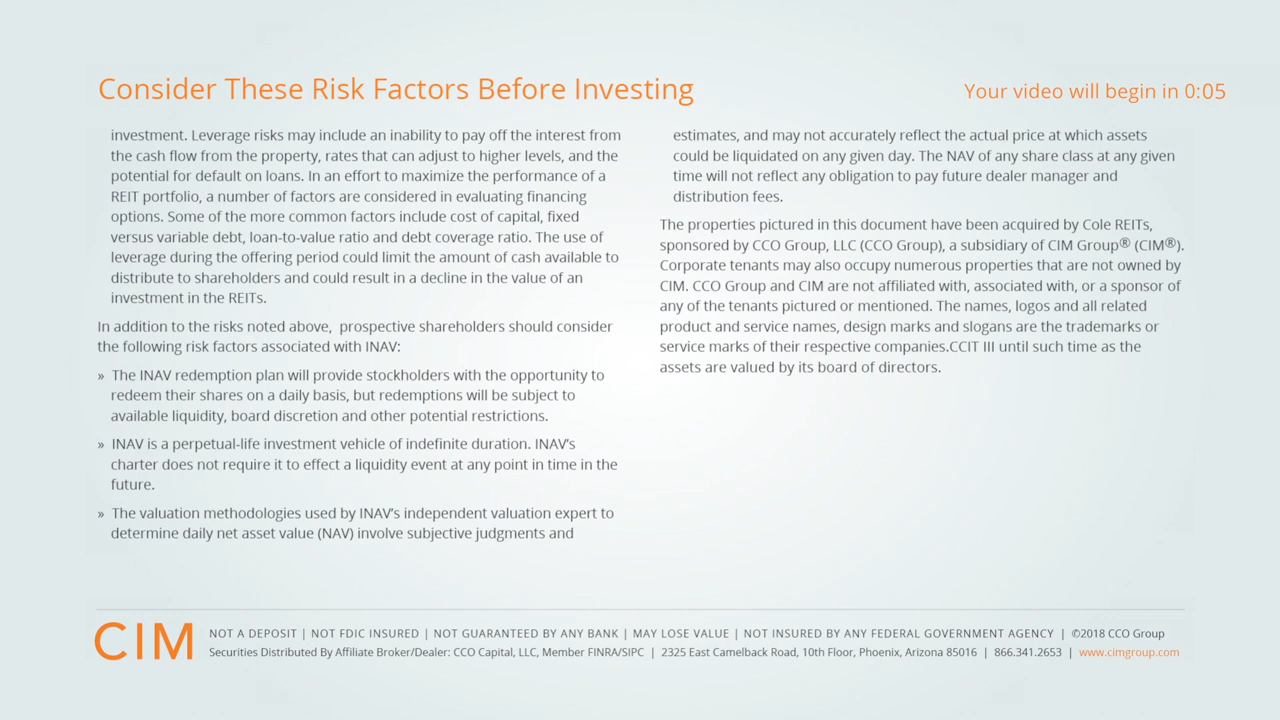 Consider These Risk Factors Before Investing
Your video will begin in 0:05
investment. Leverage risks may include an inability to pay off the interest from
the cash flow from the property, rates that can adjust to higher levels, and the
potential for default on loans. In an effort to maximize the performance of a
REIT portfolio, a number of factors are considered in evaluating financing
options. Some of the more common factors include cost of capital, fixed
versus variable debt, loan-to-value ratio and debt coverage ratio. The use of
leverage during the offering period could limit the amount of cash available to
distribute to shareholders and could result in a decline in the value of an
investment in the REITs.
In addition to the risks noted above,  prospective shareholders should consider
the following risk factors associated with INAV:
» The INAV redemption plan will provide stockholders with the opportunity to
redeem their shares on a daily basis, but redemptions will be subject to
available liquidity, board discretion and other potential restrictions.
» INAV is a perpetual-life investment vehicle of indefinite duration. INAV's
charter does not require it to effect a liquidity event at any point in time in the
future.
» The valuation methodologies used by INAV's independent valuation expert to
determine daily net asset value (NAV) involve subjective judgments and
estimates, and may not accurately reflect the actual price at which assets
could be liquidated on any given day. The NAV of any share class at any given
time will not reflect any obligation to pay future dealer manager and
distribution fees.
The properties pictured in this document have been acquired by Cole REITs,
sponsored by CCO Group, LLC (CCO Group), a subsidiary of CIM Group® (CIM®).
Corporate tenants may also occupy numerous properties that are not owned by
CIM. CCO Group and CIM are not affiliated with, associated with, or a sponsor of
any of the tenants pictured or mentioned. The names, logos and all related
product and service names, design marks and slogans are the trademarks or
service marks of their respective companies.CCIT III until such time as the
assets are valued by its board of directors.
CIM
NOT A DEPOSIT | NOT FDIC INSURED | NOT GUARANTEED BY ANY BANK | MAY LOSE VALUE | NOT INSURED BY ANY FEDERAL GOVERNMENT AGENCY | ©2018 CCO Group
Securities Distributed By Affiliate Broker/Dealer: CCO Capital, LLC, Member FINRA/SIPC | 2325 East Camelback Road, 10th Floor, Phoenix, Arizona 85016 | 866.341.2653 | www.cimgroup.com